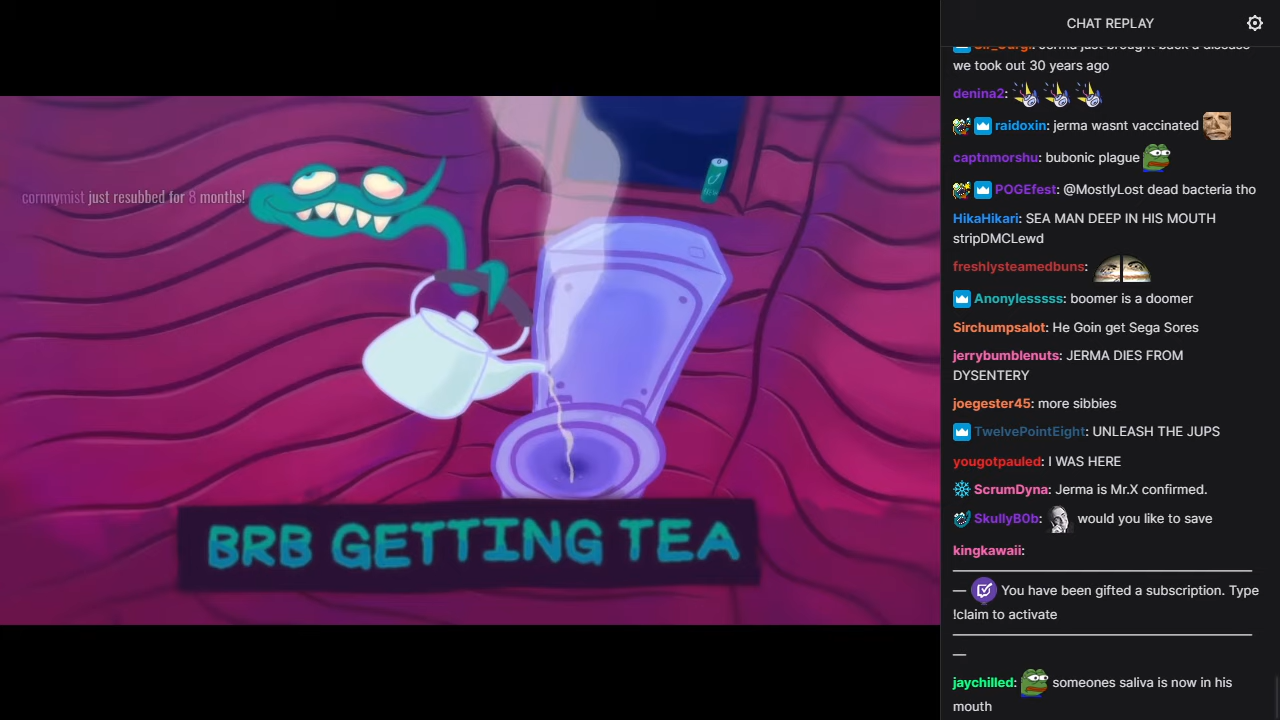 CHAT REPLAY
we took out 30 years ago
denina2:
raidoxin: jerma wasnt vaccinated
captnmorshu: bubonic plague
POGEfest: @MostlyLost dead bacteria tho
HikaHikari: SEA MAN DEEP IN HIS MOUTH
stripDMCLewd
freshlysteamedbuns:
Anonylesssss: boomer is a doomer
Sirchumpsalot: He Goin get Sega Sores
jerrybumblenuts: JERMA DIES FROM
DYSENTERY
joegester45: more sibbies
TwelvePointEight: UNLEASH THE JUPS
yougotpauled: I WAS HERE
ScrumDyna: Jerma is Mr.X confirmed.
SkullyB0b: would you like to save
kingkawaii:
You have been gifted a subscription. Type
!claim to activate
jaychilled: someones saliva is now in his
mouth
cornnymist just resubbed for 8 months!
BRB GETTING TEA